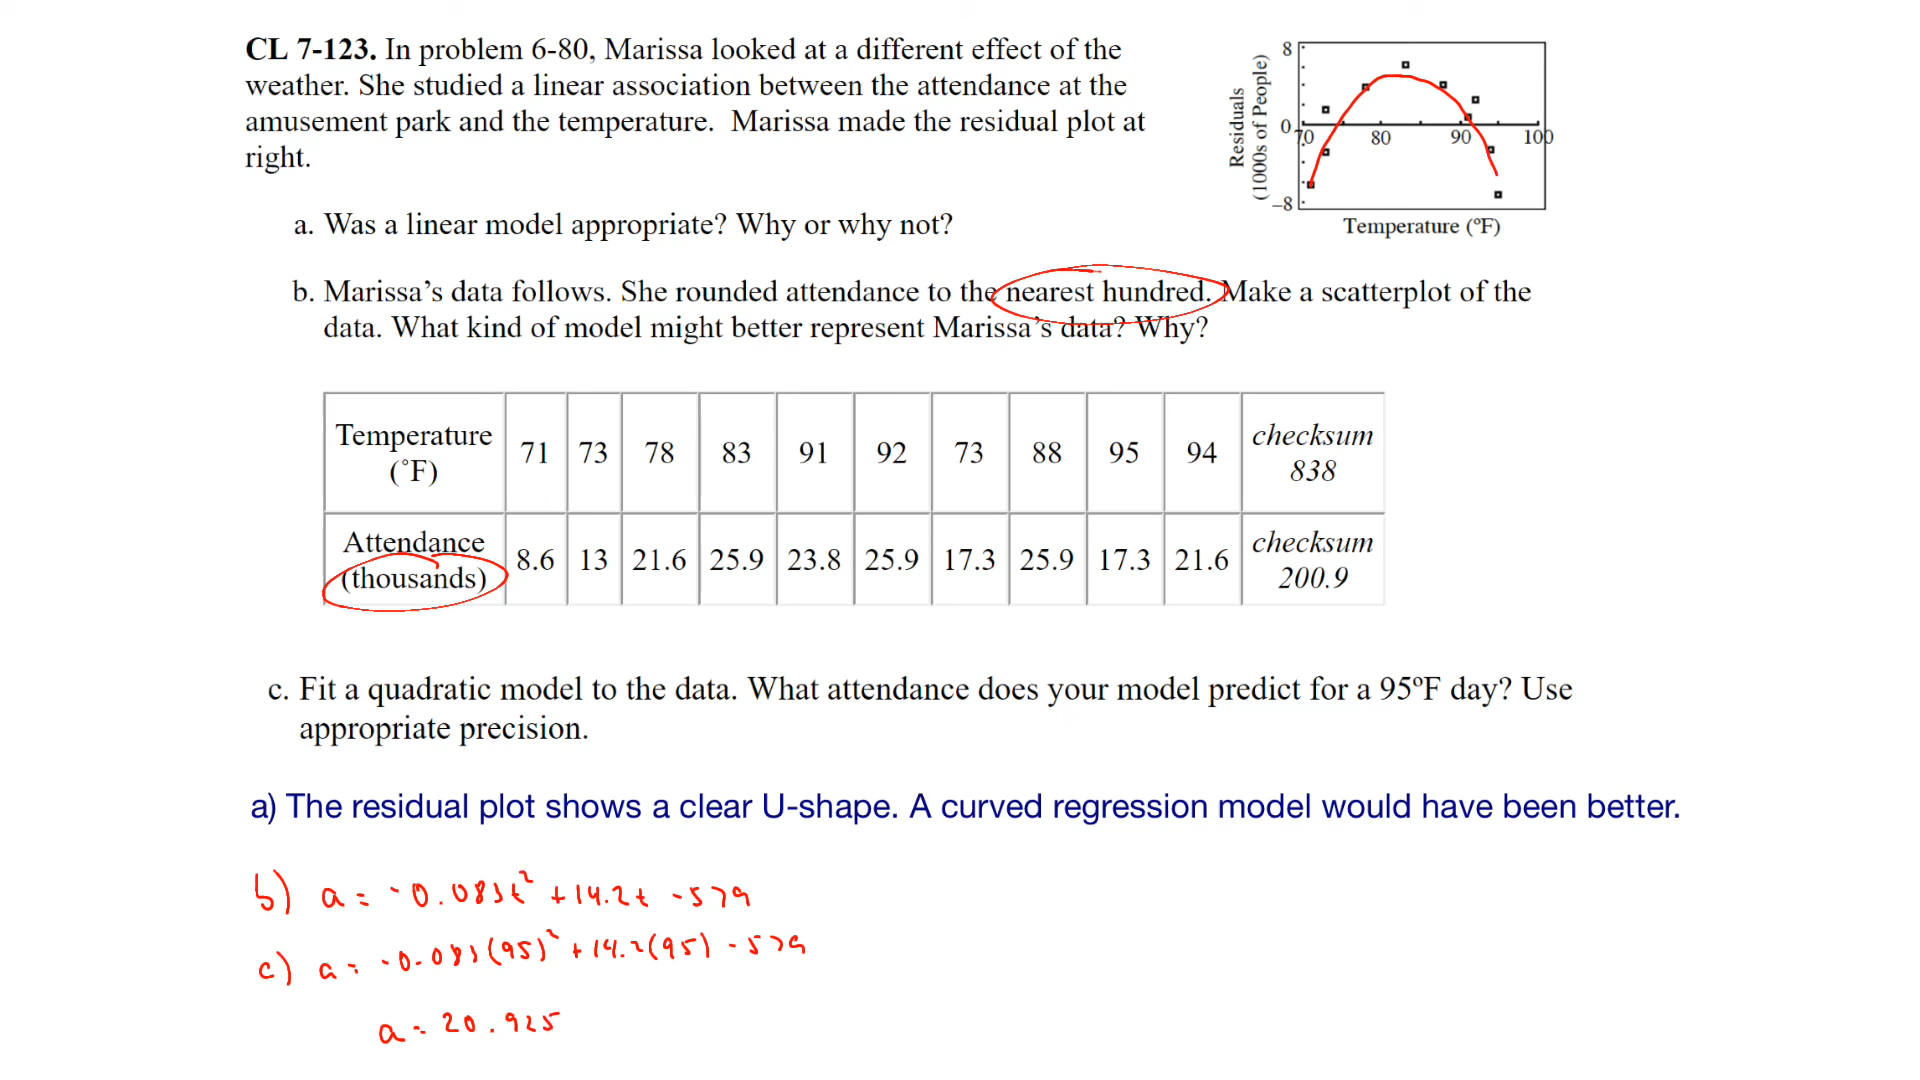 CL 7-123. In problem 6-80, Marissa looked at a different effect of the
weather. She studied a linear association between the attendance at the
amusement park and the temperature. Marissa made the residual plot at
right.
Residuals
(1000s of People)
8
0
-8
70 80 90 100
Temperature (ºF)
a. Was a linear model appropriate? Why or why not?
b. Marissa's data follows. She rounded attendance to the nearest hundred. Make a scatterplot of the
data. What kind of model might better represent Marissa's data? Why?
Temperature (˚F) 71 73 78 83 91 92 73 88 95 94 checksum 838
Attendance (thousands) 8.6 13 21.6 25.9 23.8 25.9 17.3 25.9 17.3 21.6 checksum 200.9
c. Fit a quadratic model to the data. What attendance does your model predict for a 95ºF day? Use
appropriate precision.
a) The residual plot shows a clear U-shape. A curved regression model would have been better.
b) a = -0.085t² + 14.2t - 579
c) a = -0.083(95)² + 14.2(95) - 579
a = 20.925